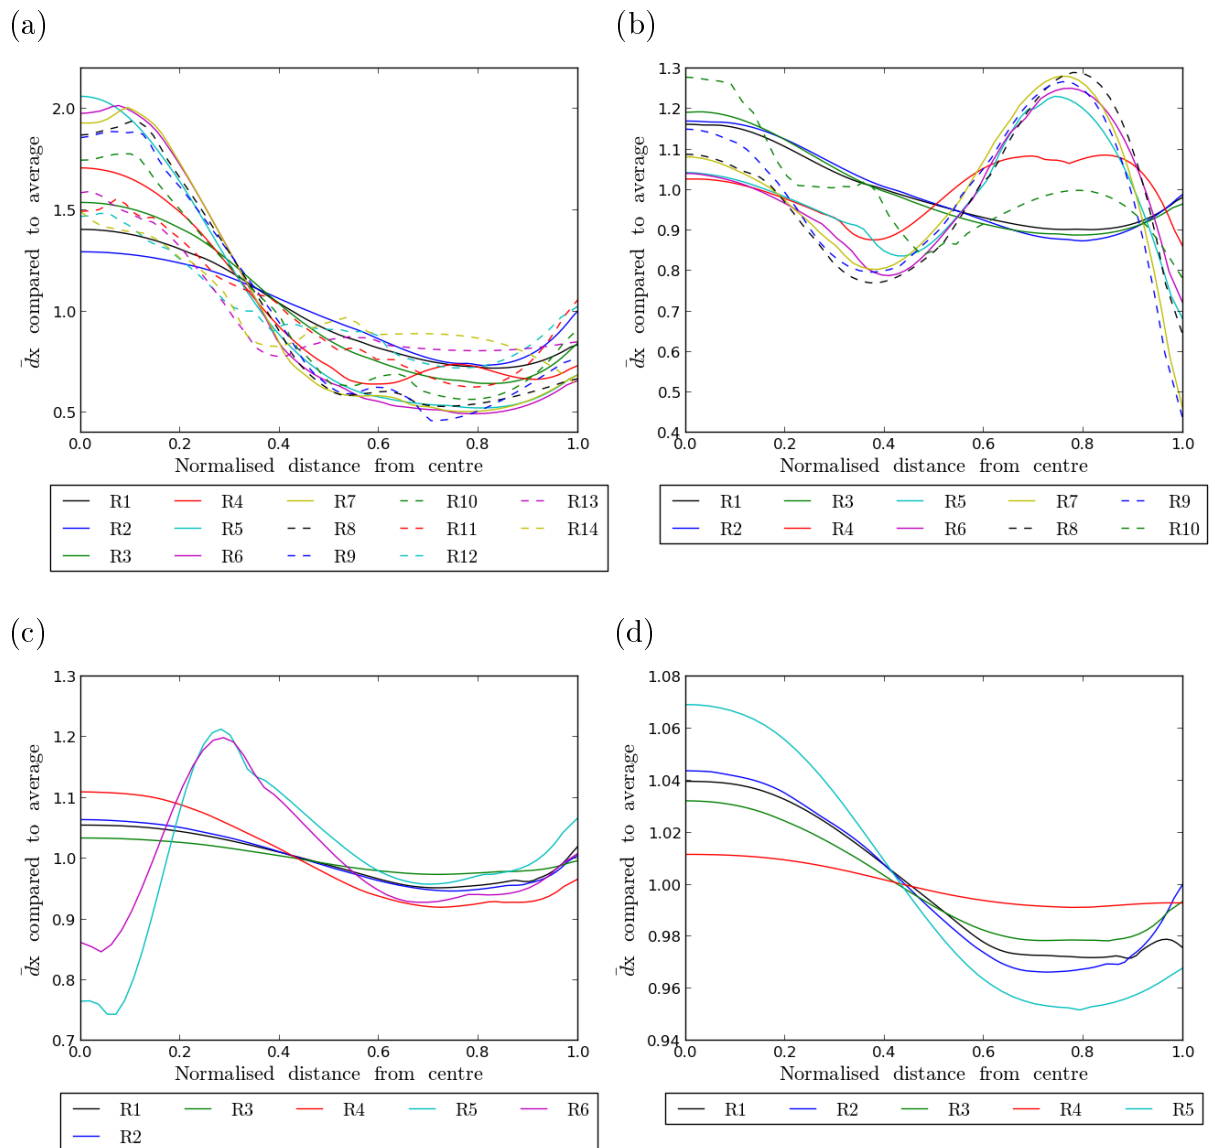 (a)
2.0
1.5
1.0
0.5
0.0 0.2 0.4 0.6 0.8 1.0
d̄x compared to average
Normalised distance from centre
R1 R4 R7 R10 R13
R2 R5 R8 R11 R14
R3 R6 R9 R12
(b)
1.3
1.2
1.1
1.0
0.9
0.8
0.7
0.6
0.5
0.4
0.0 0.2 0.4 0.6 0.8 1.0
d̄x compared to average
Normalised distance from centre
R1 R3 R5 R7 R9
R2 R4 R6 R8 R10
(c)
1.3
1.2
1.1
1.0
0.9
0.8
0.7
0.0 0.2 0.4 0.6 0.8 1.0
d̄x compared to average
Normalised distance from centre
R1 R3 R4 R5 R6
R2
(d)
1.08
1.06
1.04
1.02
1.00
0.98
0.96
0.94
0.0 0.2 0.4 0.6 0.8 1.0
d̄x compared to average
Normalised distance from centre
R1 R2 R3 R4 R5